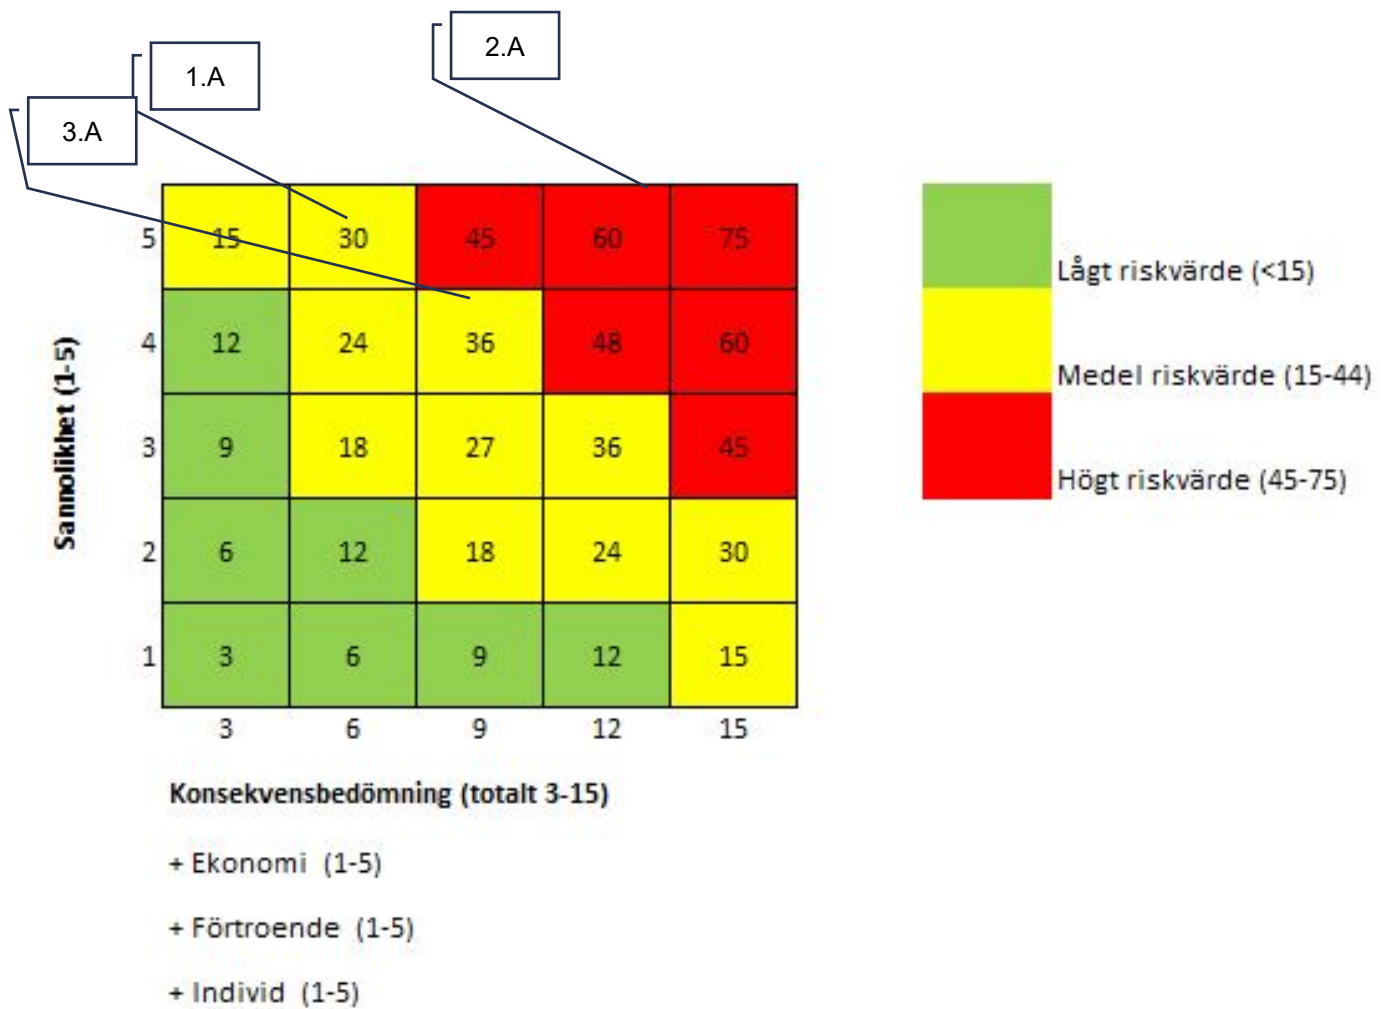 2.A
1.A
3.A
5 15 30 45 60 75
4 12 24 36 48 60
3 9 18 27 36 45
2 6 12 18 24 30
1 3 6 9 12 15
3 6 9 12 15
Sannolikhet (1-5)
Lågt riskvärde (<15)
Medel riskvärde (15-44)
Högt riskvärde (45-75)
Konsekvensbedömning (totalt 3-15)
+ Ekonomi (1-5)
+ Förtroende (1-5)
+ Individ (1-5)